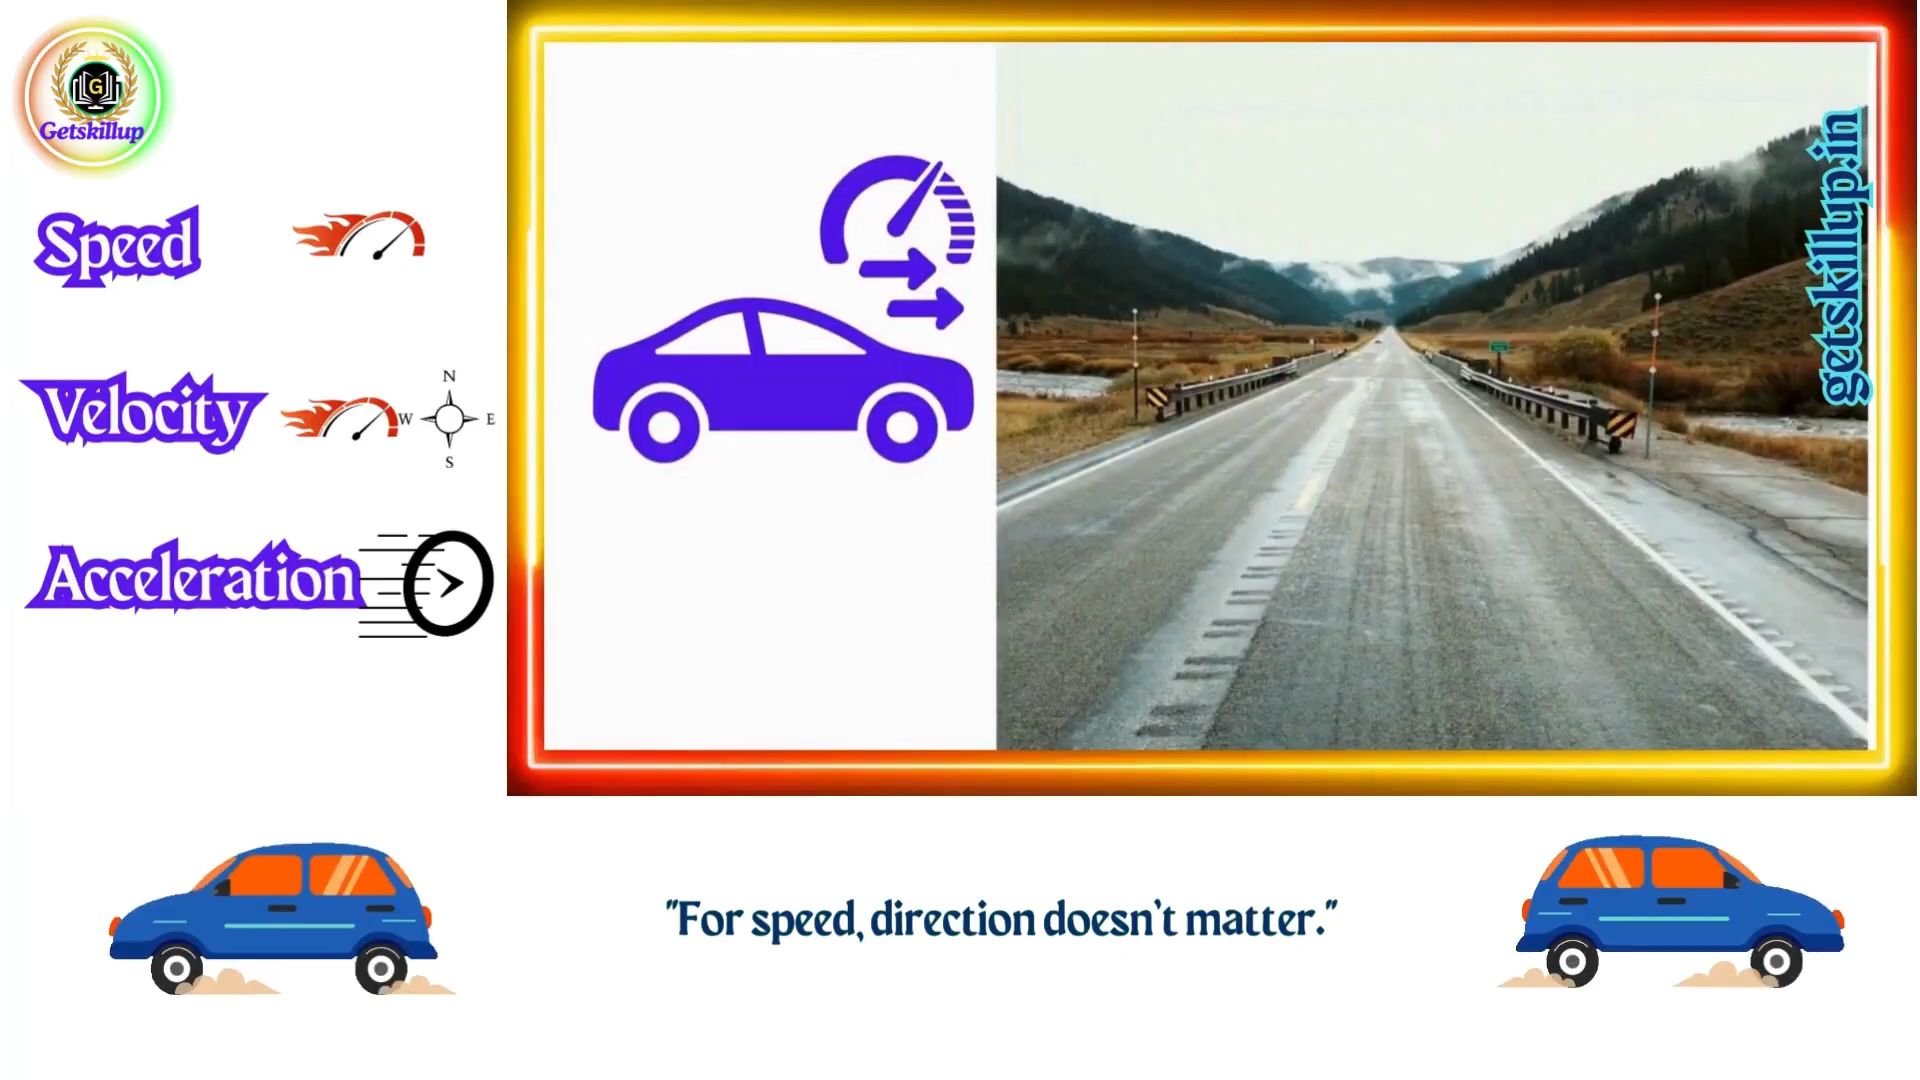 G
Getskillup
Speed
Velocity
N
W
E
S
Acceleration
getskillup.in
"For speed, direction doesn't matter."